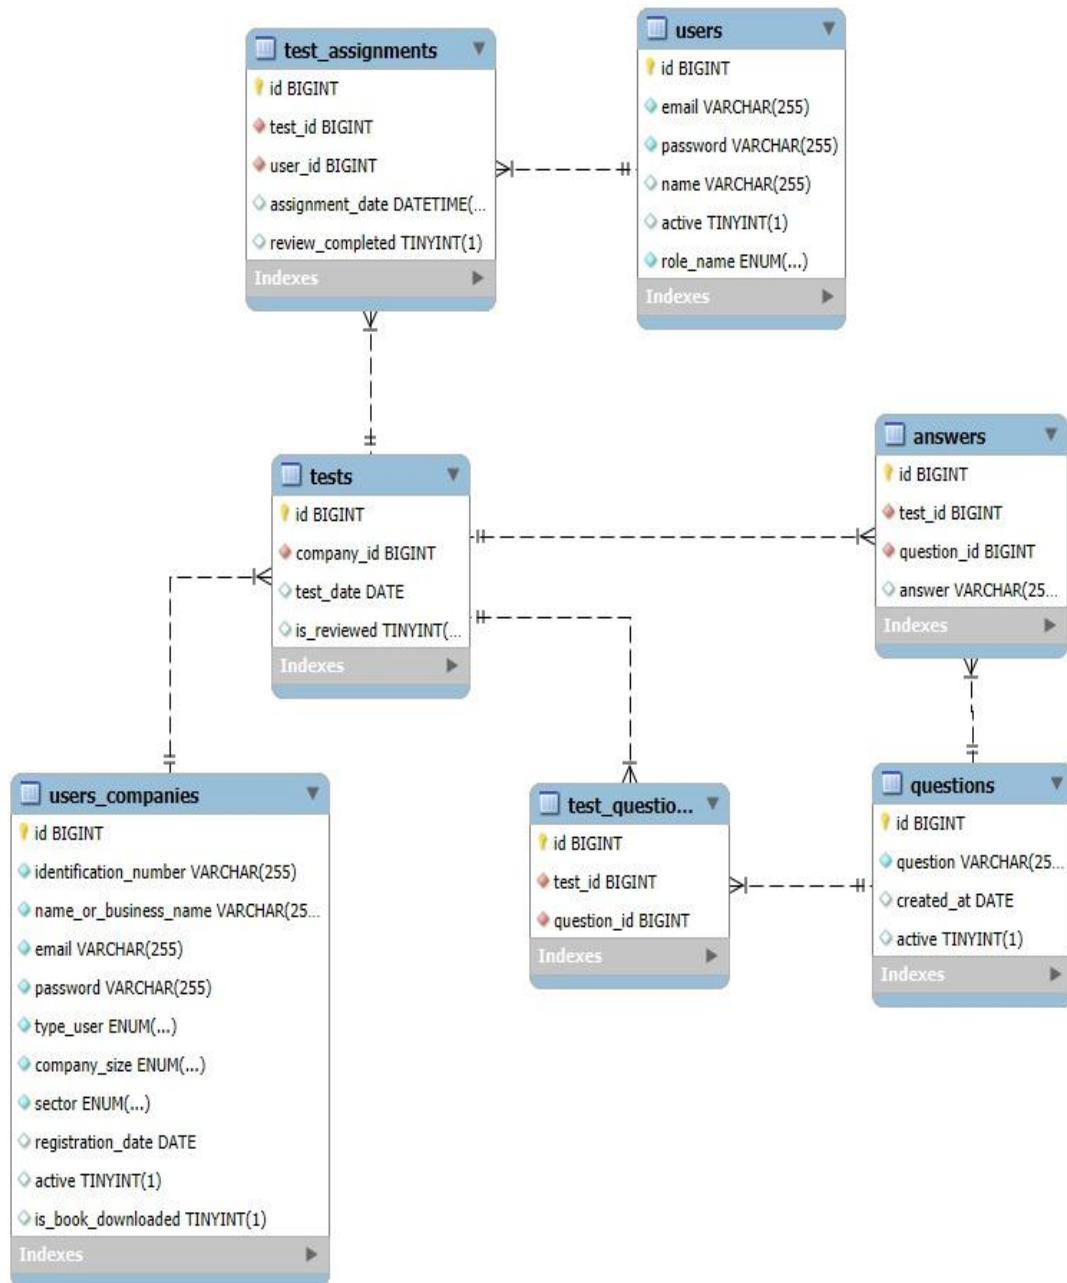 test_assignments
id BIGINT
test_id BIGINT
user_id BIGINT
assignment_date DATETIME(...
review_completed TINYINT(1)
Indexes
users
id BIGINT
email VARCHAR(255)
password VARCHAR(255)
name VARCHAR(255)
active TINYINT(1)
role_name ENUM(...)
Indexes
tests
id BIGINT
company_id BIGINT
test_date DATE
is_reviewed TINYINT(...
Indexes
answers
id BIGINT
test_id BIGINT
question_id BIGINT
answer VARCHAR(25...
Indexes
users_companies
id BIGINT
identification_number VARCHAR(255)
name_or_business_name VARCHAR(25...
email VARCHAR(255)
password VARCHAR(255)
type_user ENUM(...)
company_size ENUM(...)
sector ENUM(...)
registration_date DATE
active TINYINT(1)
is_book_downloaded TINYINT(1)
Indexes
test_questio...
id BIGINT
test_id BIGINT
question_id BIGINT
Indexes
questions
id BIGINT
question VARCHAR(25...
created_at DATE
active TINYINT(1)
Indexes